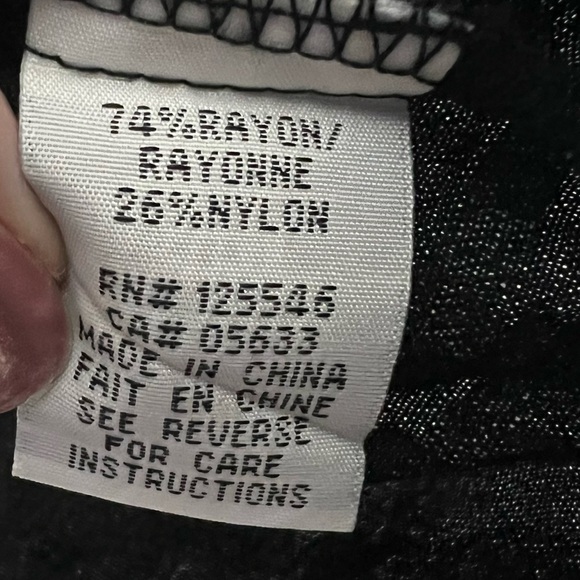 74%RAYON/
RAYONNE
26%NYLON
RN# 125546
CA# 05633
MADE IN CHINA
FAIT EN CHINE
SEE REVERSE
FOR CARE
INSTRUCTIONS